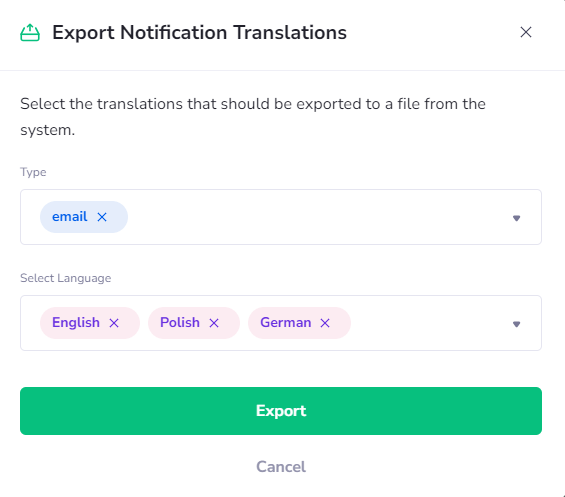 Export Notification Translations
Select the translations that should be exported to a file from the
system.
Type
email
Select Language
English Polish German
Export
Cancel